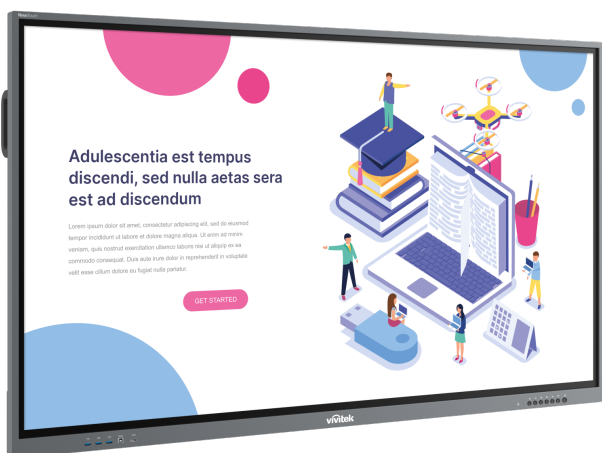 NovoTouch
Adulescentia est tempus
discendi, sed nulla aetas sera
est ad discendum
Lorem ipsum dolor sit amet, consectetur adipiscing elit, sed do eiusmod
tempor incididunt ut labore et dolore magna aliqua. Ut enim ad minim
veniam, quis nostrud exercitation ullamco laboris nisi ut aliquip ex ea
commodo consequat. Duis aute irure dolor in reprehenderit in voluptate
velit esse cillum dolore eu fugiat nulla pariatur.
GET STARTED
vivitek